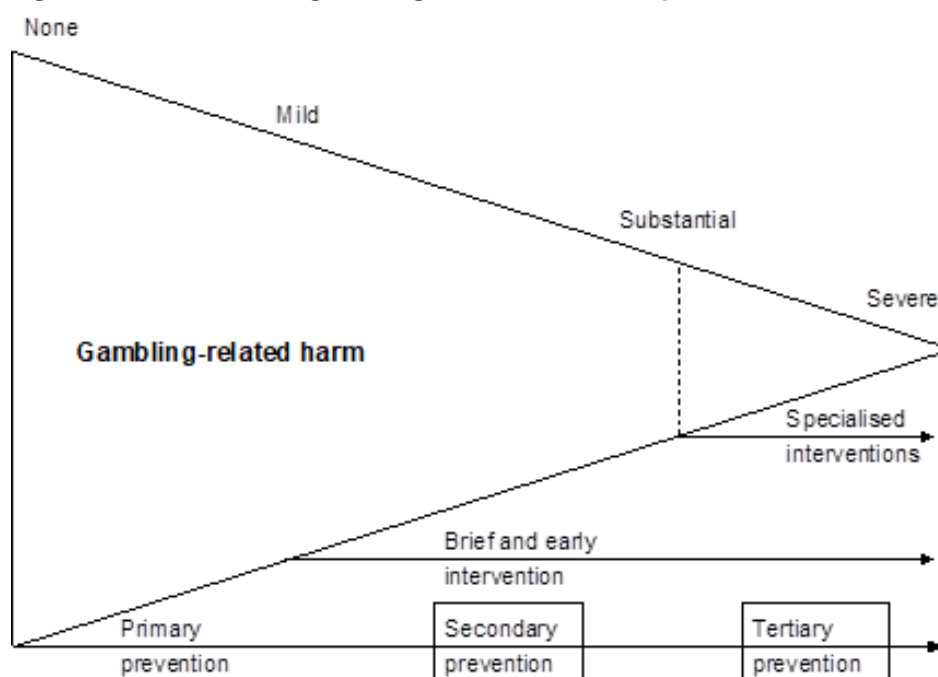 None
Mild
Substantial
Severe
Gambling-related harm
Specialised
interventions
Brief and early
intervention
Primary
prevention
Secondary
prevention
Tertiary
prevention